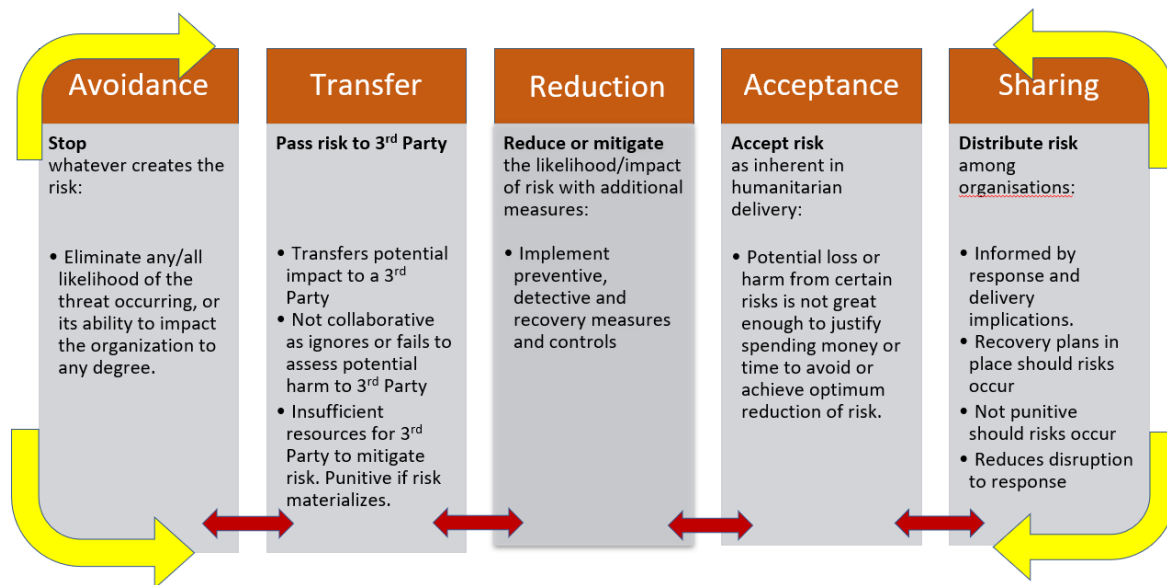 Avoidance
Stop
whatever creates the
risk:
• Eliminate any/all
likelihood of the
threat occurring, or
its ability to impact
the organization to
any degree.
Transfer
Pass risk to 3rd Party
• Transfers potential
impact to a 3rd
Party
• Not collaborative
as ignores or fails to
assess potential
harm to 3rd Party
• Insufficient
resources for 3rd
Party to mitigate
risk. Punitive if risk
materializes.
Reduction
Reduce or mitigate
the likelihood/impact
of risk with additional
measures:
• Implement
preventive,
detective and
recovery measures
and controls
Acceptance
Accept risk
as inherent in
humanitarian
delivery:
• Potential loss or
harm from certain
risks is not great
enough to justify
spending money or
time to avoid or
achieve optimum
reduction of risk.
Sharing
Distribute risk
among
organisations:
• Informed by
response and
delivery
implications.
• Recovery plans in
place should risks
occur
• Not punitive
should risks occur
• Reduces disruption
to response